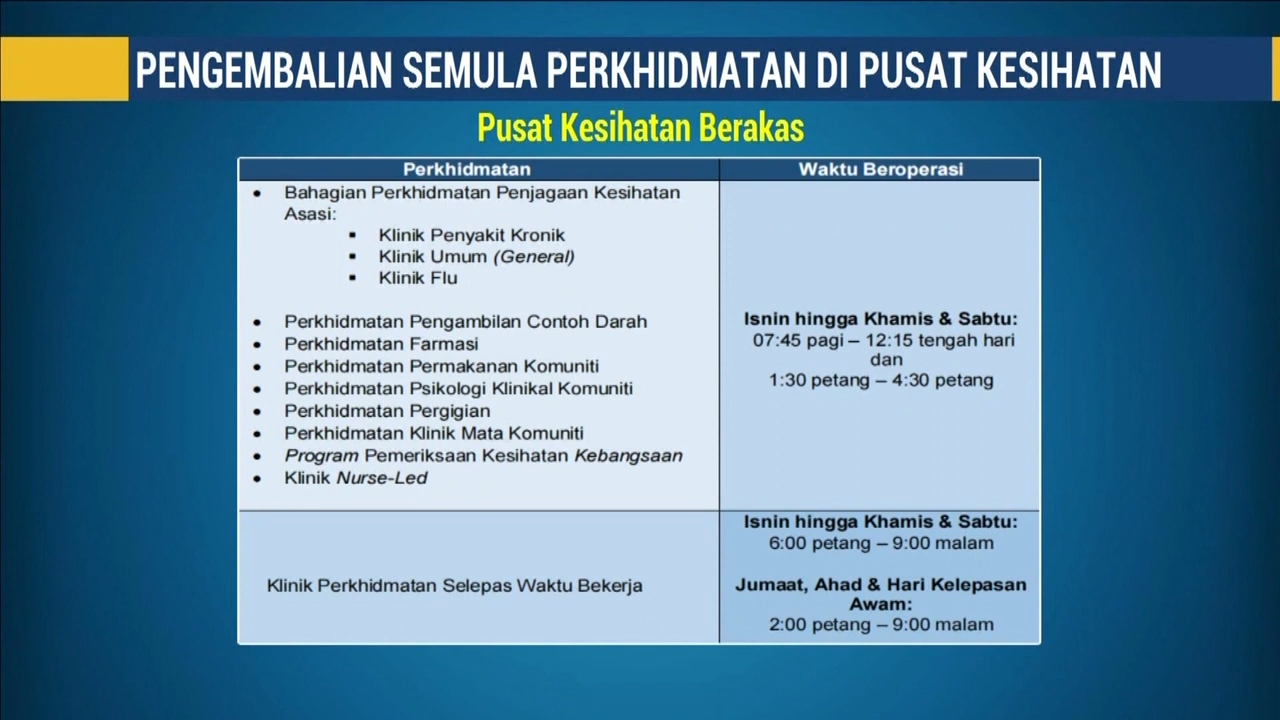 PENGEMBALIAN SEMULA PERKHIDMATAN DI PUSAT KESIHATAN
Pusat Kesihatan Berakas
Perkhidmatan
Waktu Beroperasi
• Bahagian Perkhidmatan Penjagaan Kesihatan
Asasi:
▪ Klinik Penyakit Kronik
▪ Klinik Umum (General)
▪ Klinik Flu
• Perkhidmatan Pengambilan Contoh Darah
• Perkhidmatan Farmasi
• Perkhidmatan Permakanan Komuniti
• Perkhidmatan Psikologi Klinikal Komuniti
• Perkhidmatan Pergigian
• Perkhidmatan Klinik Mata Komuniti
• Program Pemeriksaan Kesihatan Kebangsaan
• Klinik Nurse-Led
Isnin hingga Khamis & Sabtu:
07:45 pagi – 12:15 tengah hari
dan
1:30 petang – 4:30 petang
Klinik Perkhidmatan Selepas Waktu Bekerja
Isnin hingga Khamis & Sabtu:
6:00 petang – 9:00 malam
Jumaat, Ahad & Hari Kelepasan
Awam:
2:00 petang – 9:00 malam